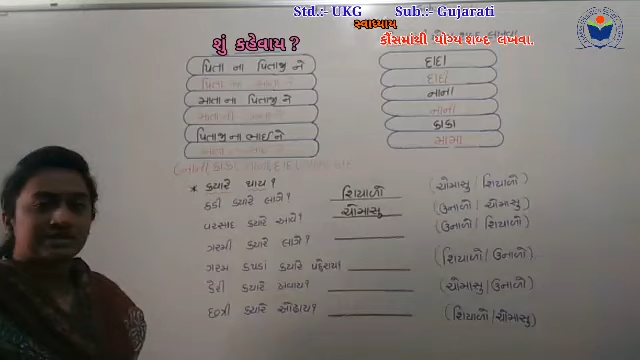 Std.:- UKG Sub.:- Gujarati
સ્વાધ્યાય
શું કહેવાય ?
કૌંસમાંથી યોગ્ય શબ્દ લખવા.
પિતા ના પિતાજી ને
દાદા
માતા ના પિતાજી ને
નાના
નાની
પિતાજી ના ભાઈ ને
કાકા
મામા
* ક્યારે થાય ?
ઠંડી ક્યારે લાગે ? શિયાળો (ચોમાસુ / શિયાળો)
વરસાદ ક્યારે આવે ? ચોમાસુ (ઉનાળો / ચોમાસુ)
ગરમી ક્યારે લાગે ? (ઉનાળો / શિયાળો)
ગરમ કપડાં ક્યારે પહેરાય ? (શિયાળો / ઉનાળો)
કેરી ક્યારે ખવાય ? (ચોમાસુ / ઉનાળો)
છત્રી ક્યારે ઓઢાય ? (શિયાળો / ચોમાસુ)